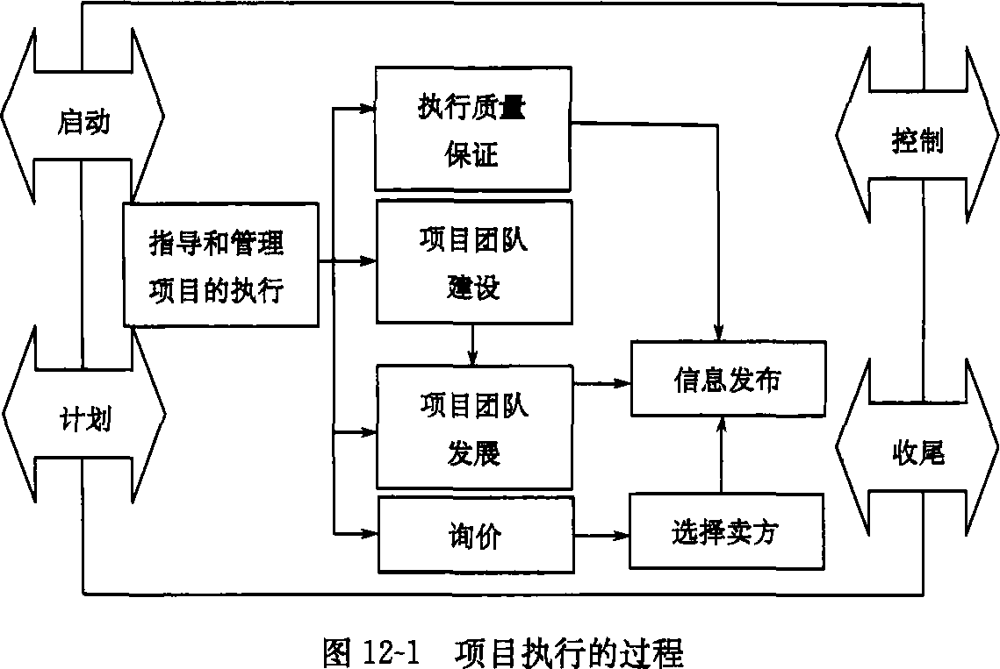 启动
执行质量
保证
控制
指导和管理
项目的执行
项目团队
建设
计划
项目团队
发展
信息发布
收尾
询价
选择卖方
图 12-1 项目执行的过程